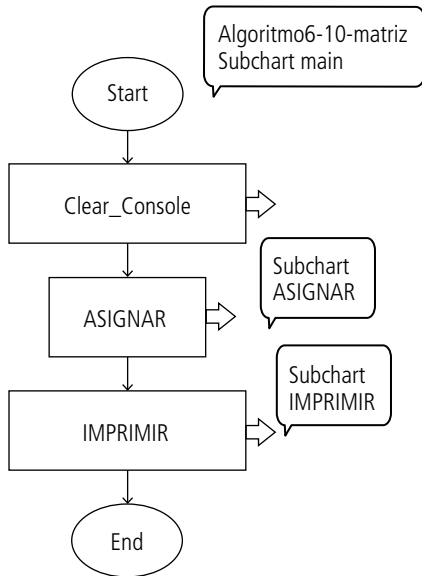 Algoritmo6-10-matriz
Subchart main
Start
Clear_Console
Subchart
ASIGNAR
ASIGNAR
Subchart
IMPRIMIR
IMPRIMIR
End